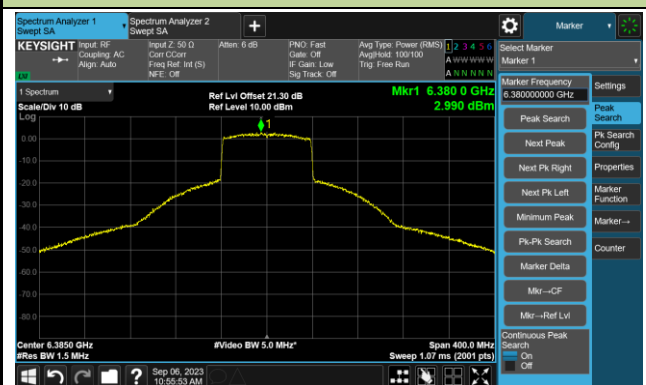 Spectrum Analyzer 1
Swept SA
Spectrum Analyzer 2
Swept SA
+
Marker
KEYSIGHT
Input: RF
Coupling: AC
Align: Auto
Input Z: 50 Ω
Corr CCorr
Freq Ref: Int (S)
NFE: Off
Atten: 6 dB
PNO: Fast
Gate: Off
IF Gain: Low
Sig Track: Off
Avg Type: Power (RMS)
Avg|Hold: 100/100
Trig: Free Run
1 2 3 4 5 6
A W W W W W
A N N N N N
LXI
Select Marker
Marker 1
1 Spectrum
Scale/Div 10 dB
Log
Ref Lvl Offset 21.30 dB
Ref Level 10.00 dBm
Mkr1 6.380 0 GHz
2.990 dBm
1
0.00
-10.0
-20.0
-30.0
-40.0
-50.0
-60.0
-70.0
-80.0
Center 6.3850 GHz
#Res BW 1.5 MHz
#Video BW 5.0 MHz*
Span 400.0 MHz
Sweep 1.07 ms (2001 pts)
Marker Frequency
6.380000000 GHz
Peak Search
Next Peak
Next Pk Right
Next Pk Left
Minimum Peak
Pk-Pk Search
Marker Delta
Mkr→CF
Mkr→Ref Lvl
Continuous Peak
Search
On
Off
Settings
Peak
Search
Pk Search
Config
Properties
Marker
Function
Marker→
Counter
?
Sep 06, 2023
10:55:53 AM